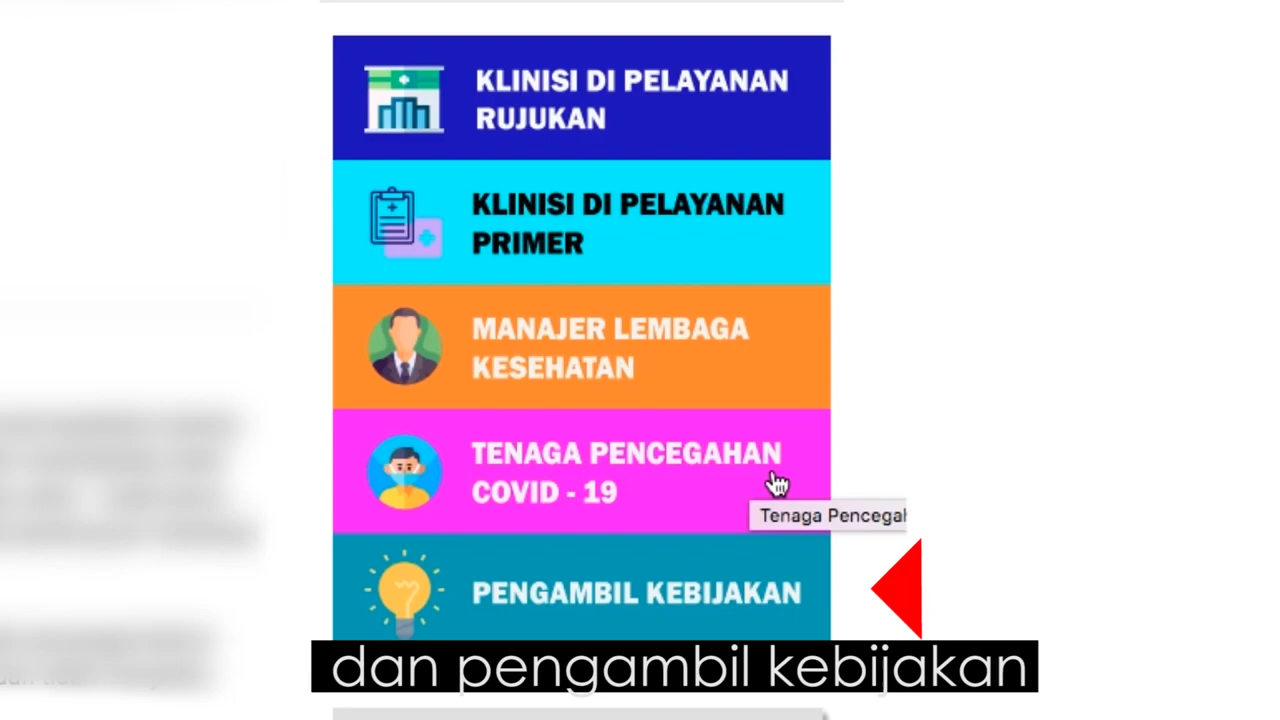 KLINISI DI PELAYANAN
RUJUKAN
KLINISI DI PELAYANAN
PRIMER
MANAJER LEMBAGA
KESEHATAN
TENAGA PENCEGAHAN
COVID - 19
Tenaga
PENGAMBIL KEBIJAKAN
dan pengambil kebijakan